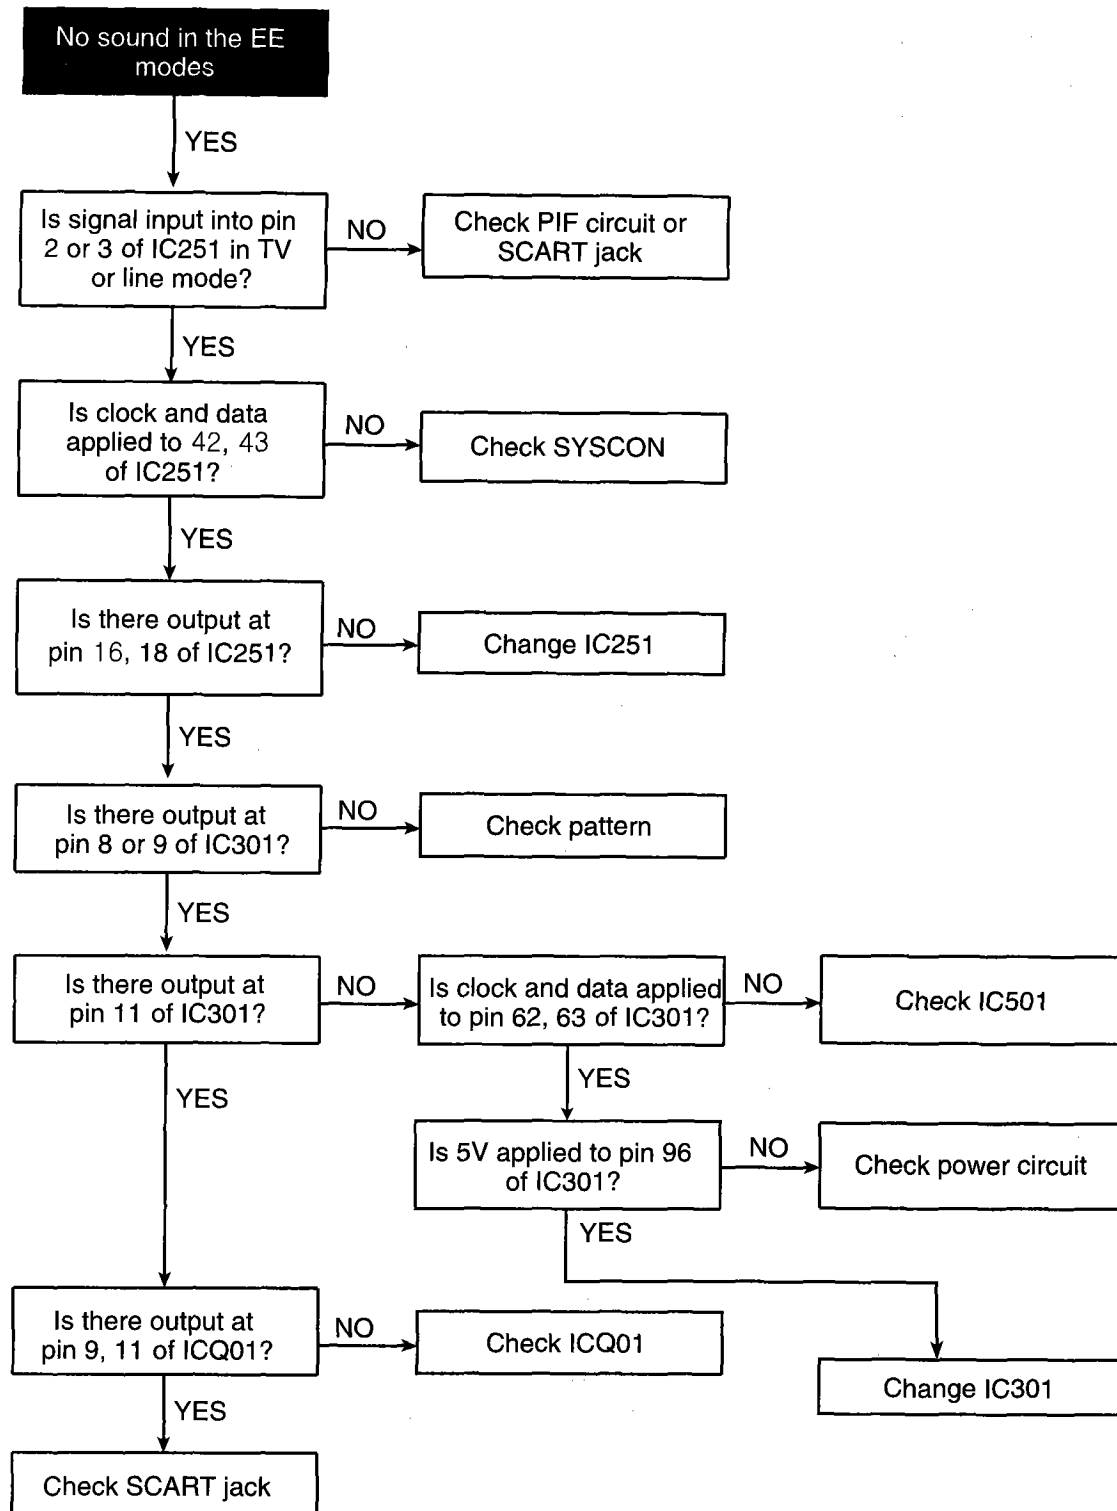 No sound in the EE
modes
YES
Is signal input into pin
2 or 3 of IC251 in TV
or line mode?
NO
Check PIF circuit or
SCART jack
YES
Is clock and data
applied to 42, 43
of IC251?
NO
Check SYSCON
YES
Is there output at
pin 16, 18 of IC251?
NO
Change IC251
YES
Is there output at
pin 8 or 9 of IC301?
NO
Check pattern
YES
Is there output at
pin 11 of IC301?
NO
Is clock and data applied
to pin 62, 63 of IC301?
NO
Check IC501
YES
YES
Is 5V applied to pin 96
of IC301?
NO
Check power circuit
YES
Is there output at
pin 9, 11 of ICQ01?
NO
Check ICQ01
Change IC301
YES
Check SCART jack